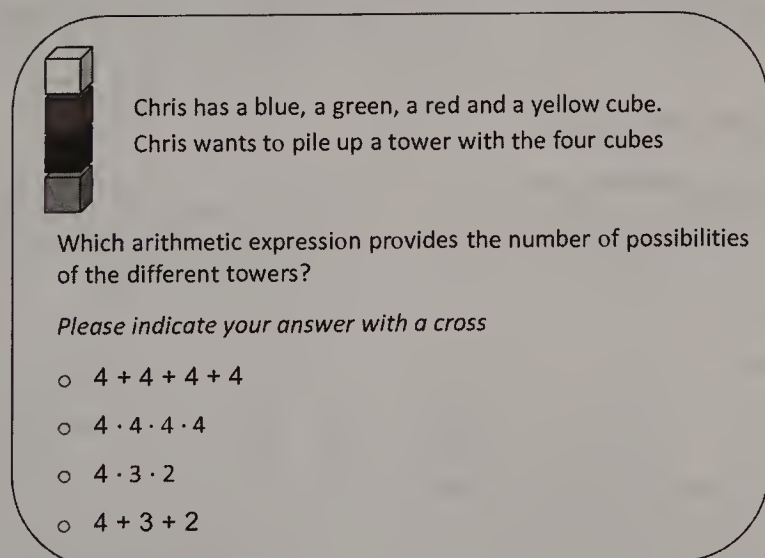 Chris has a blue, a green, a red and a yellow cube.
Chris wants to pile up a tower with the four cubes
Which arithmetic expression provides the number of possibilities
of the different towers?
Please indicate your answer with a cross
○ 4 + 4 + 4 + 4
○ 4 · 4 · 4 · 4
○ 4 · 3 · 2
○ 4 + 3 + 2